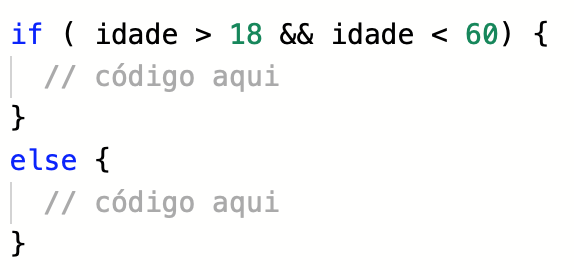 if ( idade > 18 && idade < 60) {
// código aqui
}
else {
// código aqui
}